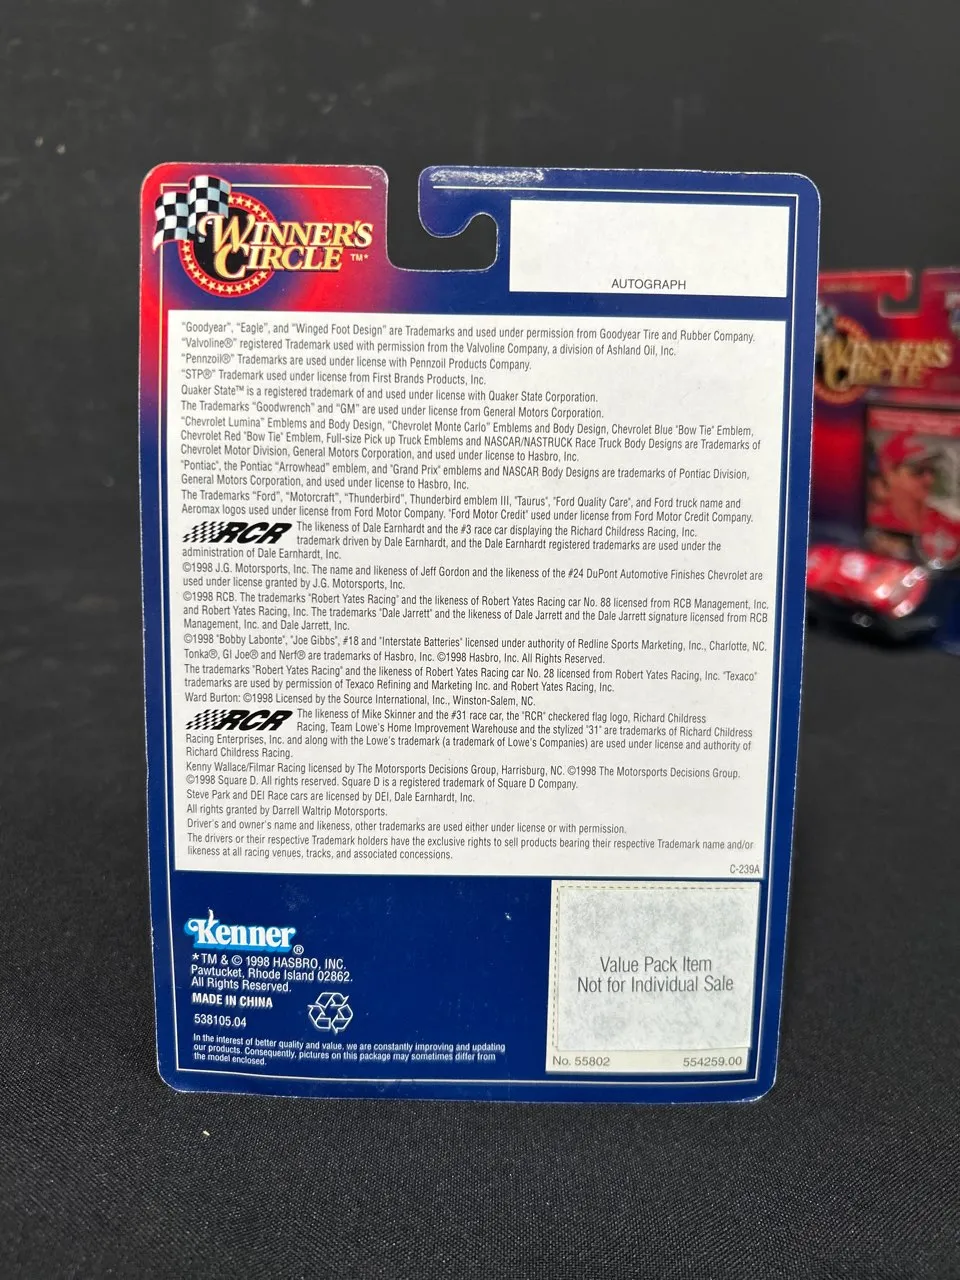 WINNER'S
CIRCLE ™*
AUTOGRAPH
"Goodyear", "Eagle", and "Winged Foot Design" are Trademarks and used under permission from Goodyear Tire and Rubber Company.
"Valvoline®" registered Trademark used with permission from the Valvoline Company, a division of Ashland Oil, Inc.
"Pennzoil®" Trademarks are used under license with Pennzoil Products Company.
"STP®" Trademark used under license from First Brands Products, Inc.
Quaker State™ is a registered trademark of and used under license with Quaker State Corporation.
The Trademarks "Goodwrench" and "GM" are used under license from General Motors Corporation.
"Chevrolet Lumina" Emblems and Body Design, "Chevrolet Monte Carlo" Emblems and Body Design, Chevrolet Blue "Bow Tie" Emblem,
Chevrolet Red "Bow Tie" Emblem, Full-size Pick up Truck Emblems and NASCAR/NASTRUCK Race Truck Body Designs are Trademarks of
Chevrolet Motor Division, General Motors Corporation, and used under license to Hasbro, Inc.
"Pontiac", the Pontiac "Arrowhead" emblem, and "Grand Prix" emblems and NASCAR Body Designs are trademarks of Pontiac Division,
General Motors Corporation, and used under license to Hasbro, Inc.
The Trademarks "Ford", "Motorcraft", "Thunderbird", Thunderbird emblem III, "Taurus", "Ford Quality Care", and Ford truck name and
Aeromax logos used under license from Ford Motor Company. "Ford Motor Credit" used under license from Ford Motor Credit Company.
RCR The likeness of Dale Earnhardt and the #3 race car displaying the Richard Childress Racing, Inc.
trademark driven by Dale Earnhardt, and the Dale Earnhardt registered trademarks are used under the
administration of Dale Earnhardt, Inc.
©1998 J.G. Motorsports, Inc. The name and likeness of Jeff Gordon and the likeness of the #24 DuPont Automotive Finishes Chevrolet are
used under license granted by J.G. Motorsports, Inc.
©1998 RCB. The trademarks "Robert Yates Racing" and the likeness of Robert Yates Racing car No. 88 licensed from RCB Management, Inc.
and Robert Yates Racing, Inc. The trademarks "Dale Jarrett" and the likeness of Dale Jarrett and the Dale Jarrett signature licensed from RCB
Management, Inc. and Dale Jarrett, Inc.
©1998 "Bobby Labonte", "Joe Gibbs", #18 and "Interstate Batteries" licensed under authority of Redline Sports Marketing, Inc., Charlotte, NC.
Tonka®, GI Joe® and Nerf® are trademarks of Hasbro, Inc. ©1998 Hasbro, Inc. All Rights Reserved.
The trademarks "Robert Yates Racing" and the likeness of Robert Yates Racing car No. 28 licensed from Robert Yates Racing, Inc. "Texaco"
trademarks are used by permission of Texaco Refining and Marketing Inc. and Robert Yates Racing, Inc.
Ward Burton: ©1998 Licensed by the Source International, Inc., Winston-Salem, NC.
RCR The likeness of Mike Skinner and the #31 race car, the "RCR" checkered flag logo, Richard Childress
Racing, Team Lowe's Home Improvement Warehouse and the stylized "31" are trademarks of Richard Childress
Racing Enterprises, Inc. and along with the Lowe's trademark (a trademark of Lowe's Companies) are used under license and authority of
Richard Childress Racing.
Kenny Wallace/Filmar Racing licensed by The Motorsports Decisions Group, Harrisburg, NC. ©1998 The Motorsports Decisions Group.
©1998 Square D. All rights reserved. Square D is a registered trademark of Square D Company.
Steve Park and DEI Race cars are licensed by DEI, Dale Earnhardt, Inc.
All rights granted by Darrell Waltrip Motorsports.
Driver's and owner's name and likeness, other trademarks are used either under license or with permission.
The drivers or their respective Trademark holders have the exclusive rights to sell products bearing their respective Trademark name and/or
likeness at all racing venues, tracks, and associated concessions.
C-239A
Kenner®
*TM & © 1998 HASBRO, INC.
Pawtucket, Rhode Island 02862.
All Rights Reserved.
MADE IN CHINA
538105.04
In the interest of better quality and value, we are constantly improving and updating
our products. Consequently, pictures on this package may sometimes differ from
the model enclosed.
Value Pack Item
Not for Individual Sale
No. 55802 554259.00
WINNER'S
CIRCLE